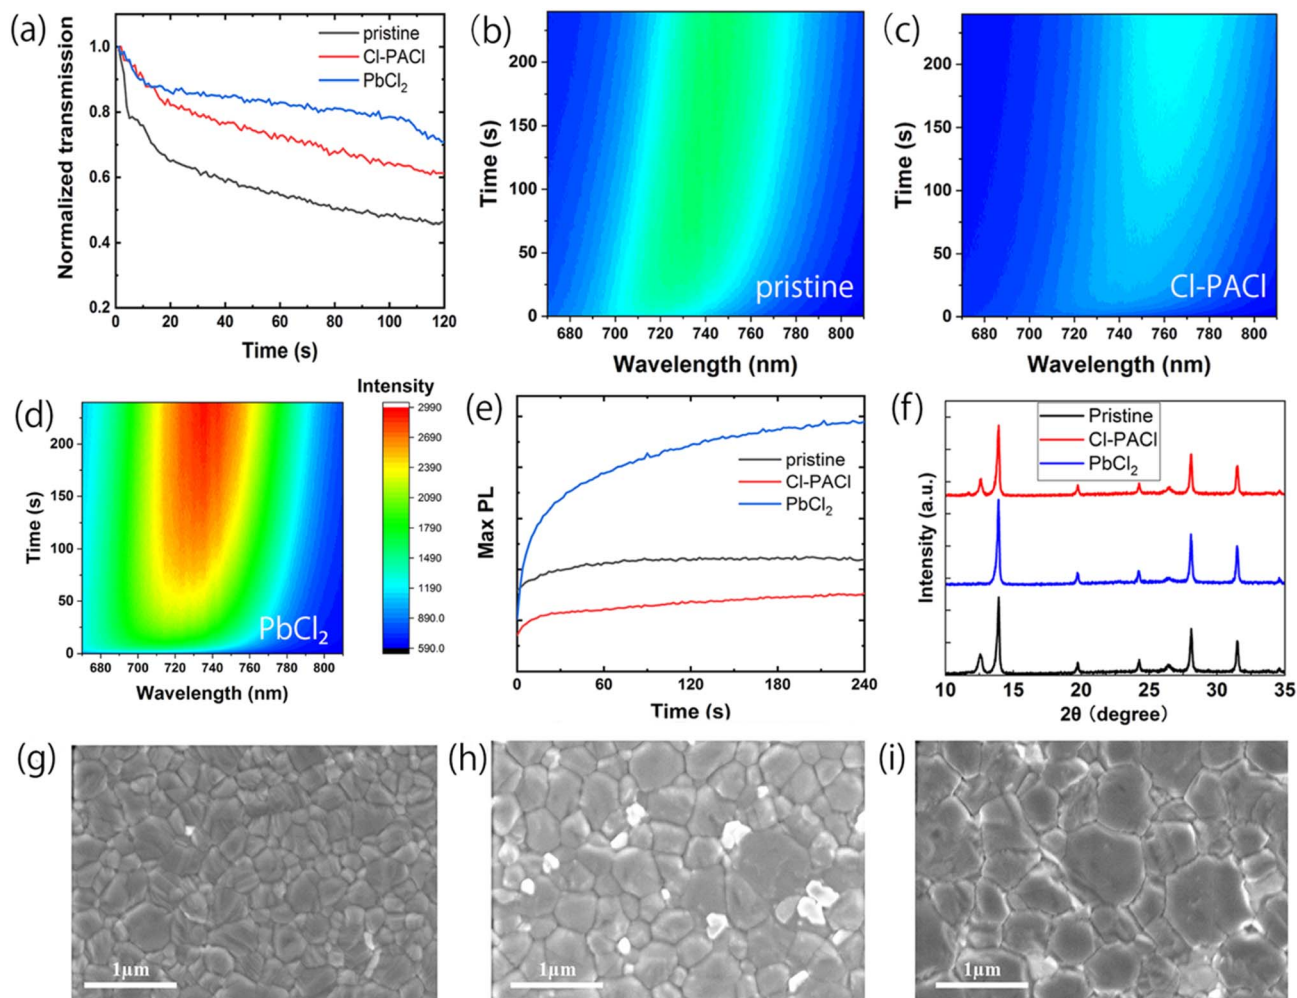 (a)
Normalized transmission
1.0
0.8
0.6
0.4
0.2
0
20
40
60
80
100
120
Time (s)
pristine
Cl-PACl
PbCl₂
(b)
Time (s)
200
150
100
50
0
680
700
720
740
760
780
800
Wavelength (nm)
pristine
(c)
Time (s)
200
150
100
50
0
680
700
720
740
760
780
800
Wavelength (nm)
Cl-PACl
(d)
Time (s)
200
150
100
50
0
680
700
720
740
760
780
800
Wavelength (nm)
PbCl₂
Intensity
2990
2690
2390
2090
1790
1490
1190
890.0
590.0
(e)
Max PL
0
60
120
180
240
Time (s)
pristine
Cl-PACl
PbCl₂
(f)
Intensity (a.u.)
10
15
20
25
30
35
2θ (degree)
Pristine
Cl-PACl
PbCl₂
(g)
1μm
(h)
1μm
(i)
1μm